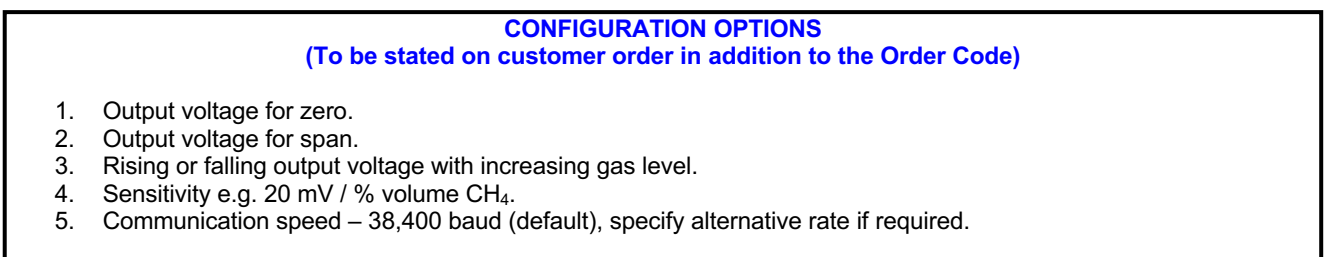 CONFIGURATION OPTIONS
(To be stated on customer order in addition to the Order Code)
1. Output voltage for zero.
2. Output voltage for span.
3. Rising or falling output voltage with increasing gas level.
4. Sensitivity e.g. 20 mV / % volume CH₄.
5. Communication speed – 38,400 baud (default), specify alternative rate if required.